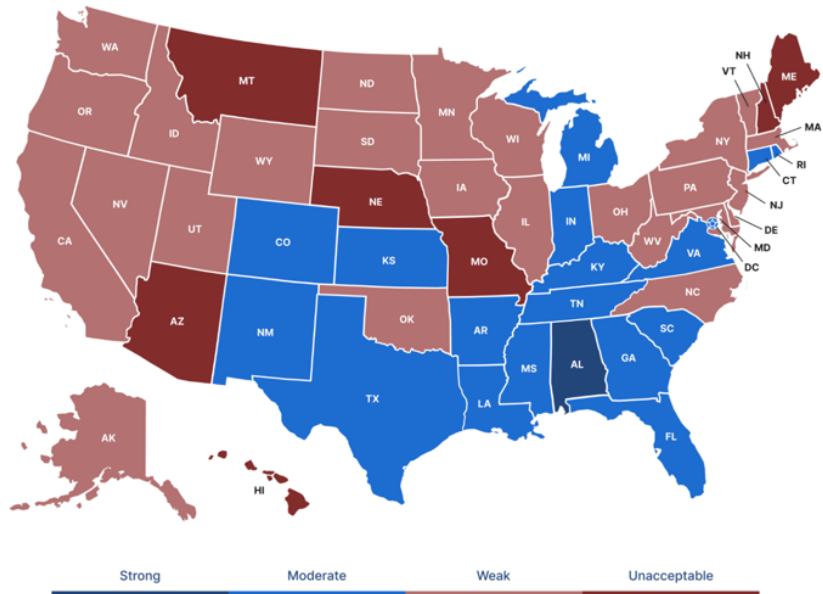 WA
MT
ND
MN
OR
ID
SD
WI
WY
MI
NH
VT
ME
NY
MA
RI
CT
NV
UT
CA
NE
IA
IL
IN
OH
PA
NJ
DE
MD
DC
CO
KS
MO
WV
VA
KY
AZ
NM
OK
TN
NC
AR
SC
TX
LA
MS
AL
GA
FL
AK
HI
Strong Moderate Weak Unacceptable